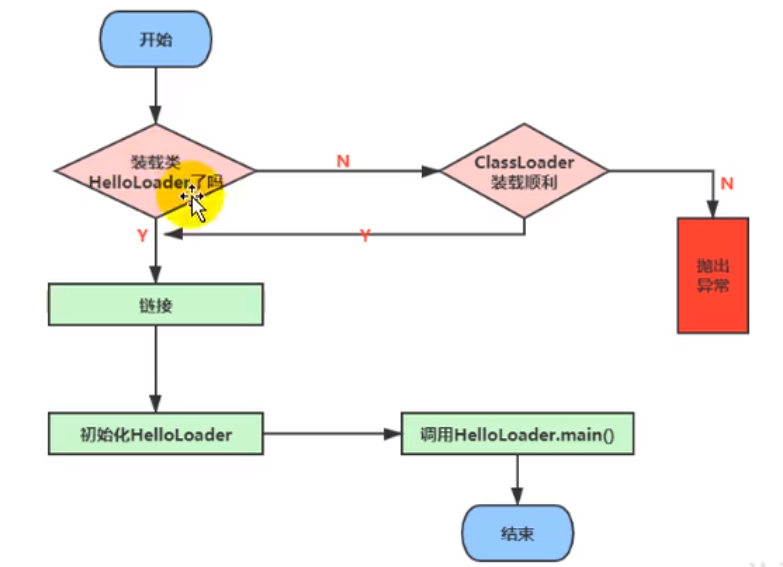 开始
装载类
HelloLoader了吗
N
ClassLoader
装载顺利
N
Y
Y
抛出
异常
链接
初始化HelloLoader
调用HelloLoader.main()
结束